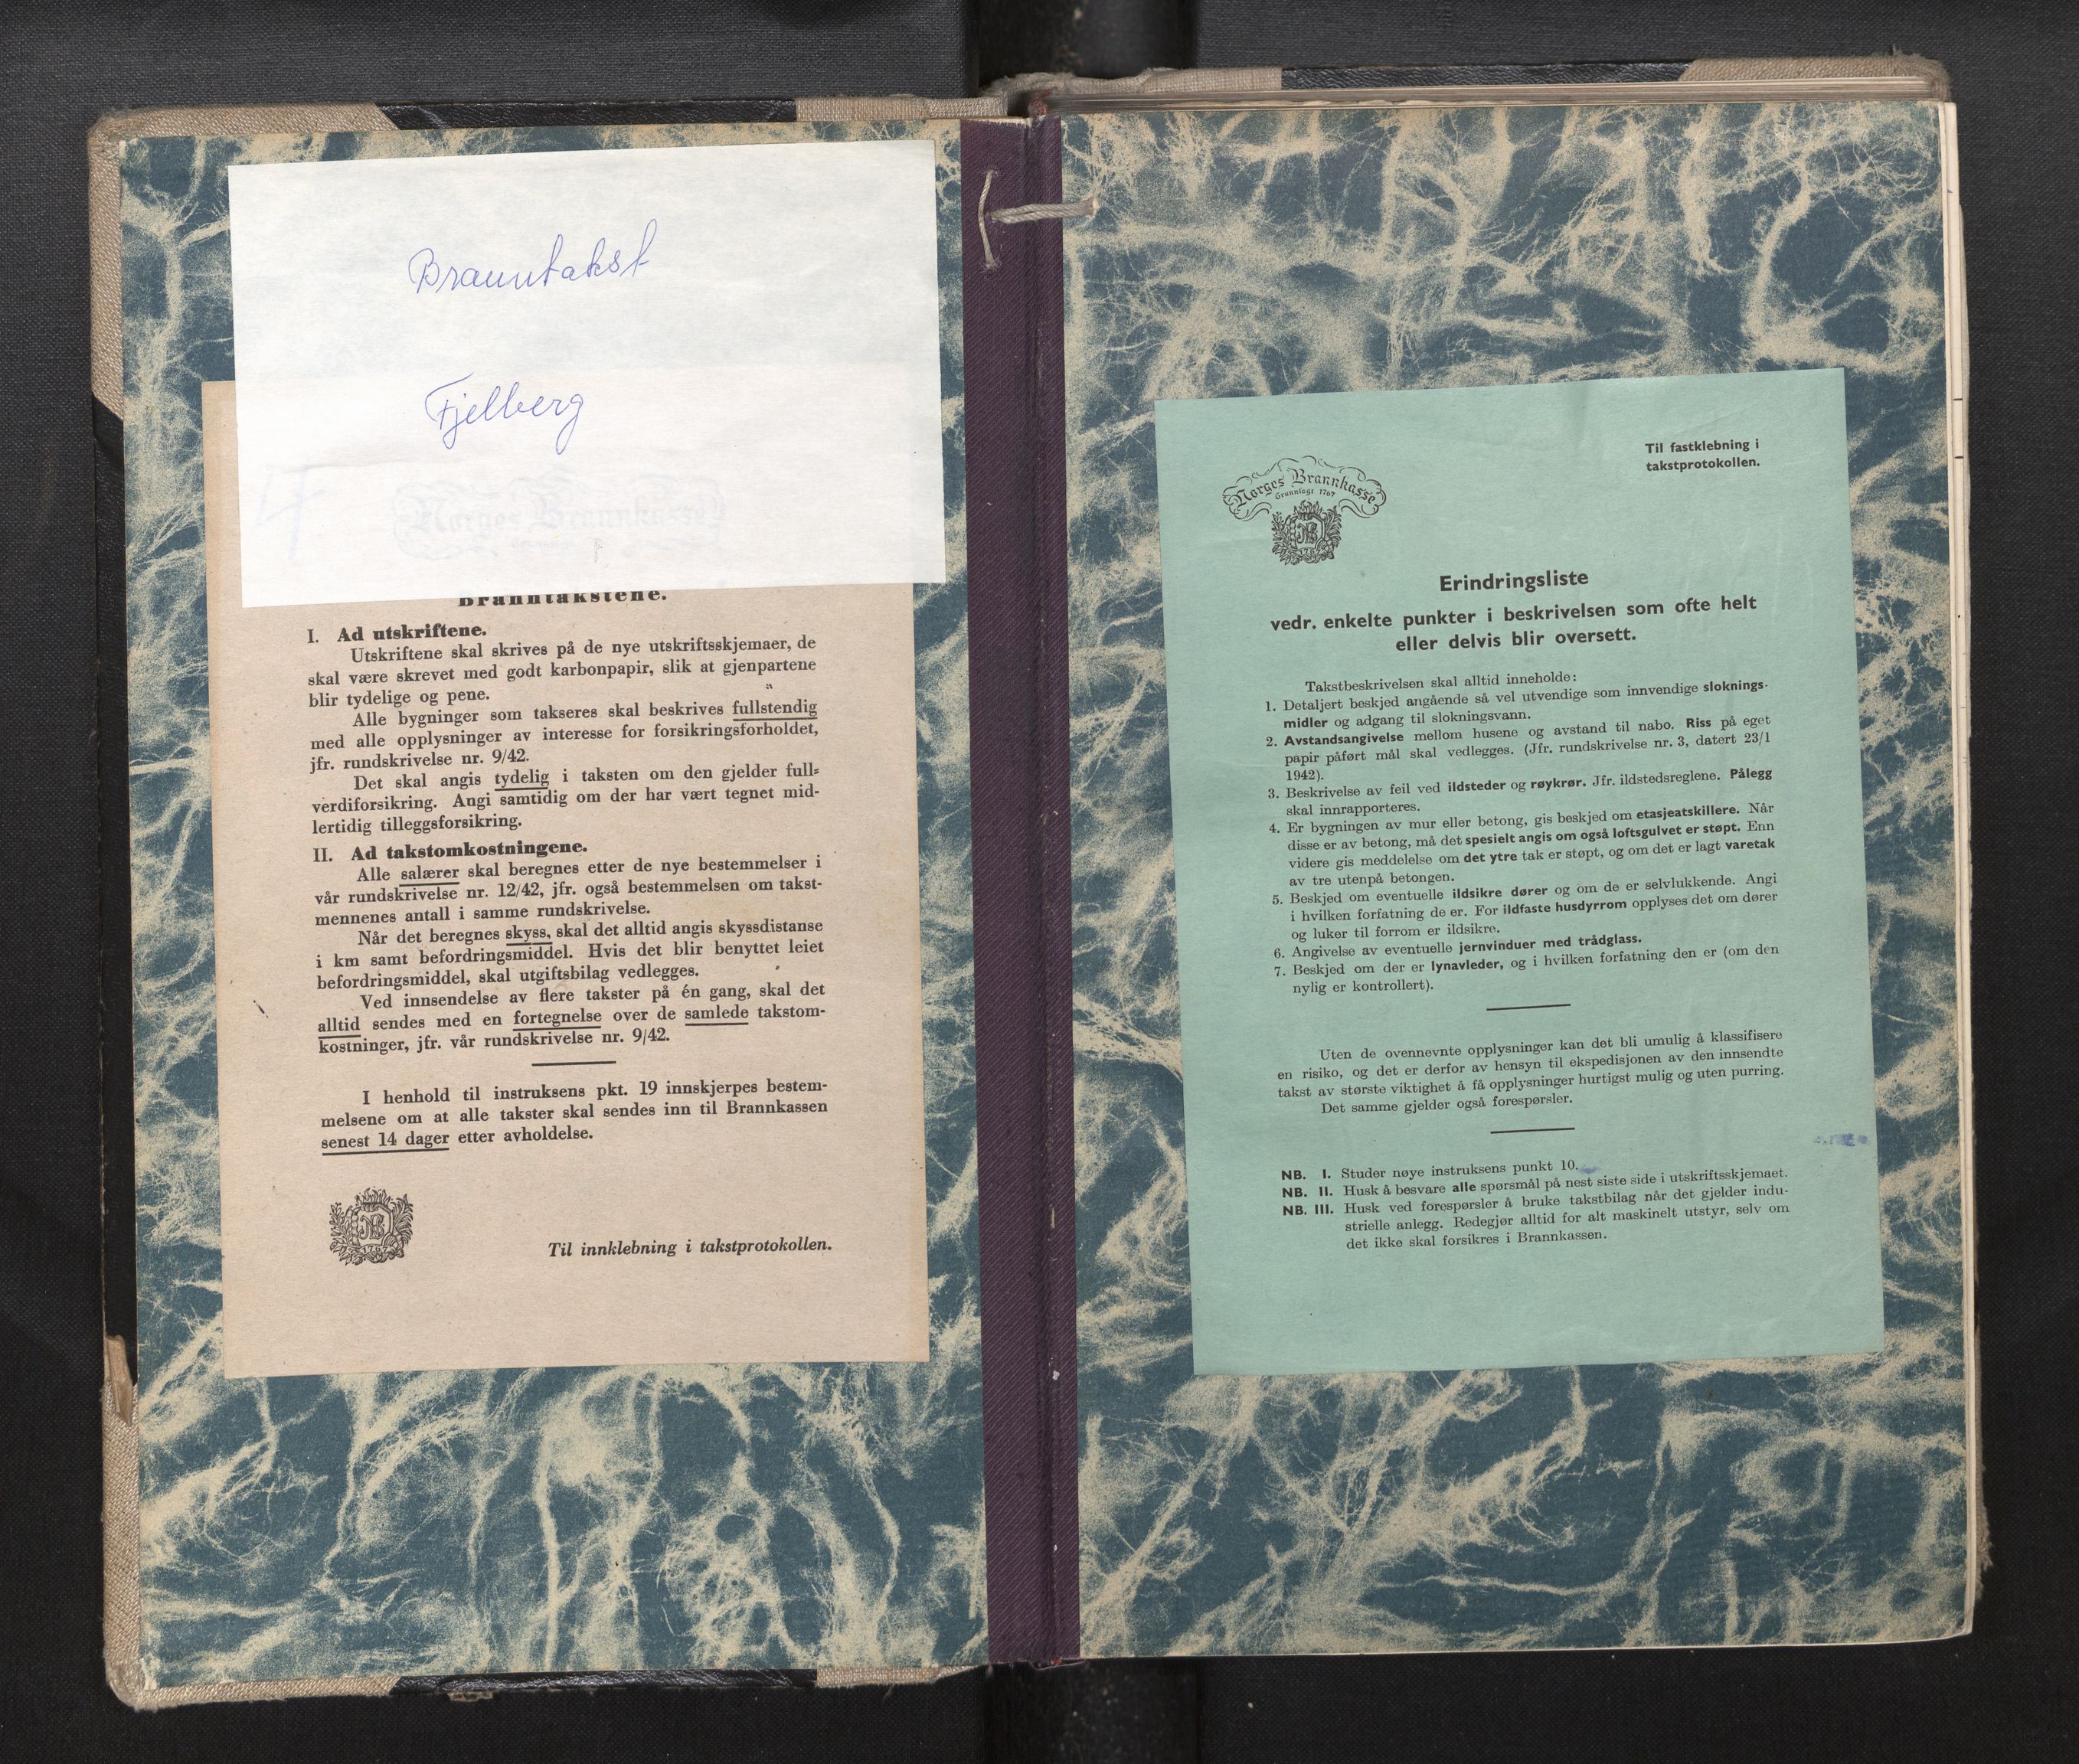 Branntakst
Fjelberg
Norges Brannkasse
Branntakstene.
I. Ad utskriftene.
Utskriftene skal skrives på de nye utskriftsskjemaer, de
skal være skrevet med godt karbonpapir, slik at gjenpartene
blir tydelige og pene.
Alle bygninger som takseres skal beskrives fullstendig
med alle opplysninger av interesse for forsikringsforholdet,
jfr. rundskrivelse nr. 9/42.
Det skal angis tydelig i taksten om den gjelder full-
verdiforsikring. Angi samtidig om der har vært tegnet mid-
lertidig tilleggsforsikring.
II. Ad takstomkostningene.
Alle salærer skal beregnes etter de nye bestemmelser i
vår rundskrivelse nr. 12/42, jfr. også bestemmelsen om takst-
mennenes antall i samme rundskrivelse.
Når det beregnes skyss, skal det alltid angis skyssdistanse
i km samt befordringsmiddel. Hvis det blir benyttet leiet
befordringsmiddel, skal utgiftsbilag vedlegges.
Ved innsendelse av flere takster på én gang, skal det
alltid sendes med en fortegnelse over de samlede takstom-
kostninger, jfr. vår rundskrivelse nr. 9/42.
I henhold til instruksens pkt. 19 innskjerpes bestem-
melsene om at alle takster skal sendes inn til Brannkassen
senest 14 dager etter avholdelse.
1767
Til innklebning i takstprotokollen.
Til fastklebning i
takstprotokollen.
Norges Brannkasse
Grunnlagt 1767
1767
Erindringsliste
vedr. enkelte punkter i beskrivelsen som ofte helt
eller delvis blir oversett.
Takstbeskrivelsen skal alltid inneholde:
1. Detaljert beskjed angående så vel utvendige som innvendige sloknings-
midler og adgang til slokningsvann.
2. Avstandsangivelse mellom husene og avstand til nabo. Riss på eget
papir påført mål skal vedlegges. (Jfr. rundskrivelse nr. 3, datert 23/1
1942).
3. Beskrivelse av feil ved ildsteder og røykrør. Jfr. ildstedsreglene. Pålegg
skal innrapporteres.
4. Er bygningen av mur eller betong, gis beskjed om etasjeatskillere. Når
disse er av betong, må det spesielt angis om også loftsgulvet er støpt. Enn
videre gis meddelelse om det ytre tak er støpt, og om det er lagt varetak
av tre utenpå betongen.
5. Beskjed om eventuelle ildsikre dører og om de er selvlukkende. Angi
i hvilken forfatning de er. For ildfaste husdyrrom opplyses det om dører
og luker til forrom er ildsikre.
6. Angivelse av eventuelle jernvinduer med trådglass.
7. Beskjed om der er lynavleder, og i hvilken forfatning den er (om den
nylig er kontrollert).
Uten de ovennevnte opplysninger kan det bli umulig å klassifisere
en risiko, og det er derfor av hensyn til ekspedisjonen av den innsendte
takst av største viktighet å få opplysninger hurtigst mulig og uten purring.
Det samme gjelder også forespørsler.
NB. I. Studer nøye instruksens punkt 10.
NB. II. Husk å besvare alle spørsmål på nest siste side i utskriftsskjemaet.
NB. III. Husk ved forespørsler å bruke takstbilag når det gjelder indu-
strielle anlegg. Redegjør alltid for alt maskinelt utstyr, selv om
det ikke skal forsikres i Brannkassen.